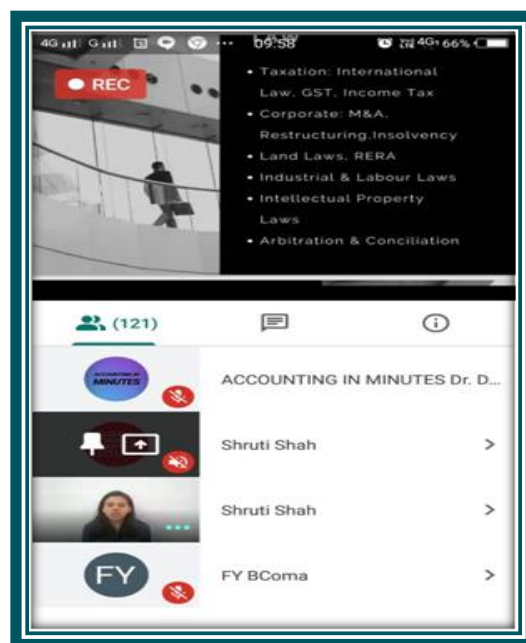 4G G 09:58 4G 66%
REC
• Taxation: International
Law, GST, Income Tax
• Corporate: M&A,
Restructuring,Insolvency
• Land Laws, RERA
• Industrial & Labour Laws
• Intellectual Property
Laws
• Arbitration & Conciliation
(121)
ACCOUNTING IN
MINUTES
ACCOUNTING IN MINUTES Dr. D...
Shruti Shah
Shruti Shah
FY
FY BComa